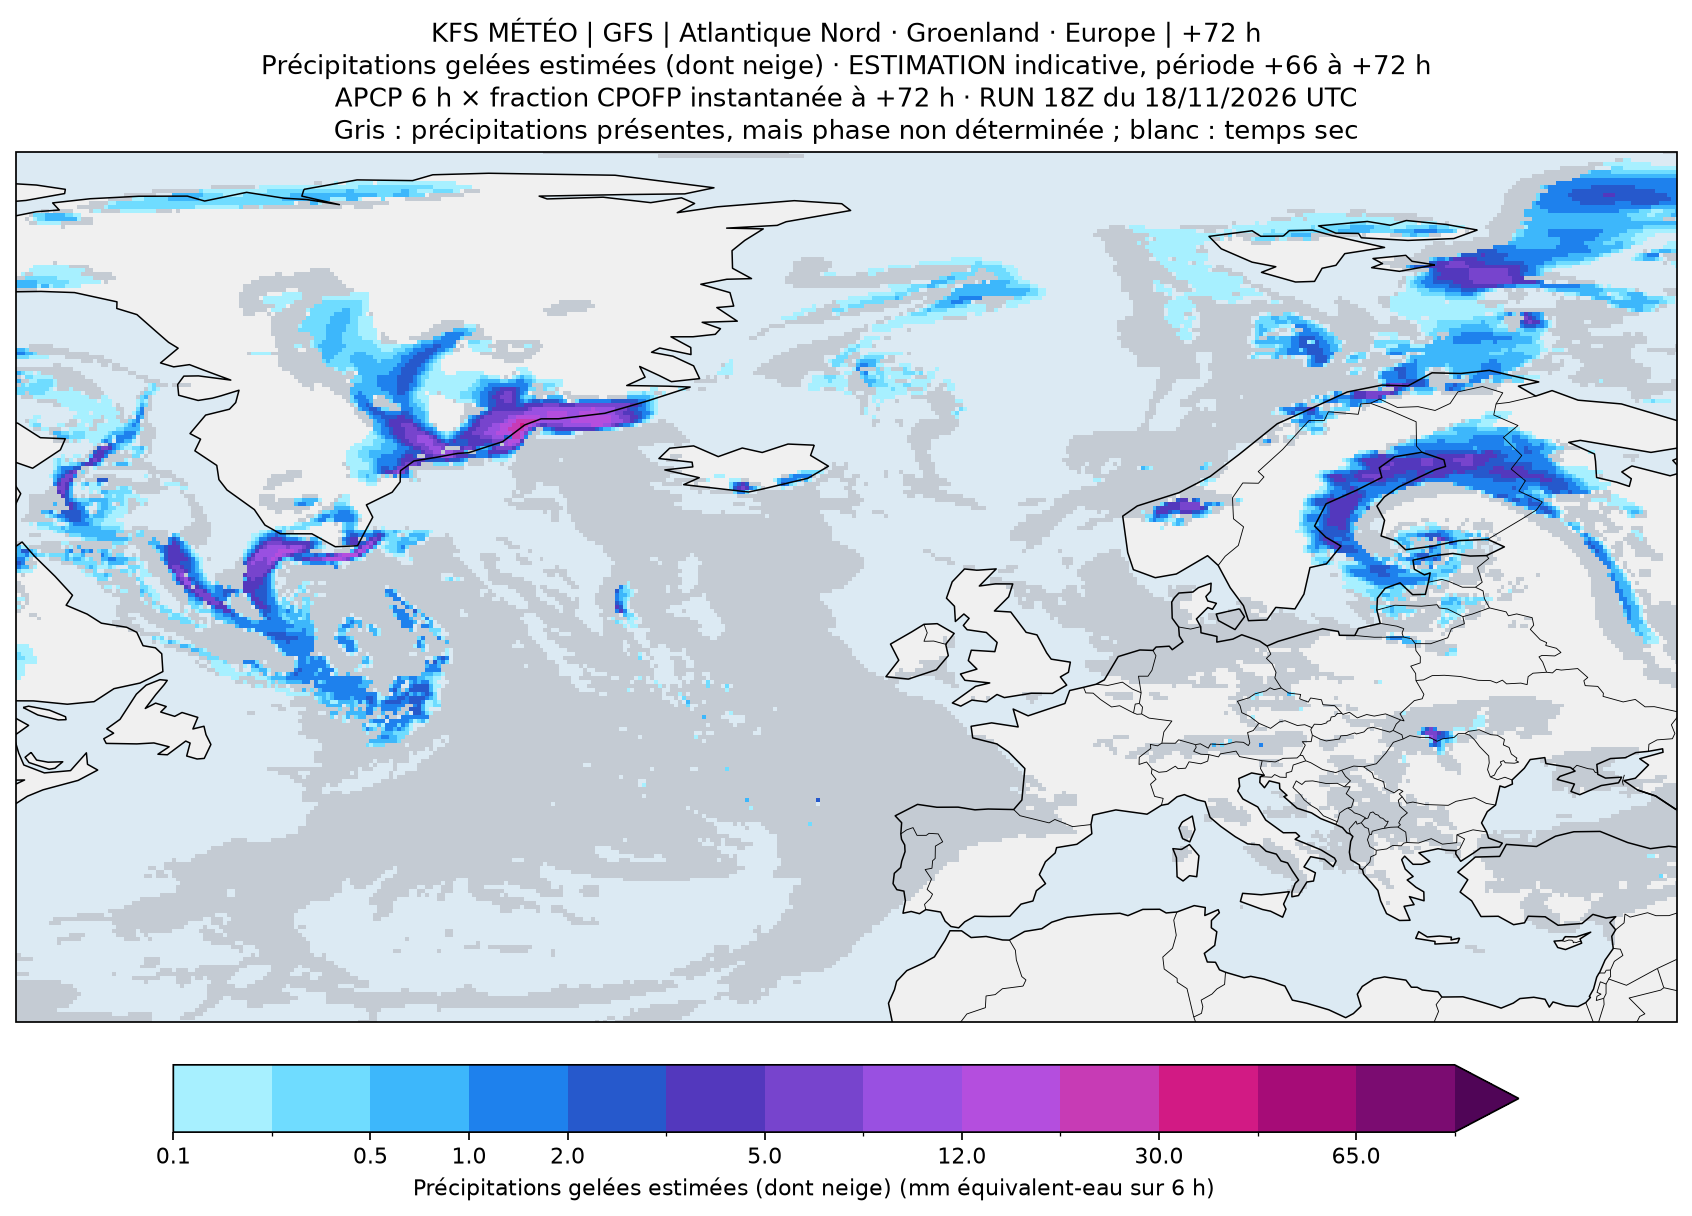 KFS MÉTÉO | GFS | Atlantique Nord · Groenland · Europe | +72 h
Précipitations gelées estimées (dont neige) · ESTIMATION indicative, période +66 à +72 h
APCP 6 h × fraction CPOFP instantanée à +72 h · RUN 18Z du 18/11/2026 UTC
Gris : précipitations présentes, mais phase non déterminée ; blanc : temps sec
0.1 0.5 1.0 2.0 5.0 12.0 30.0 65.0
Précipitations gelées estimées (dont neige) (mm équivalent-eau sur 6 h)